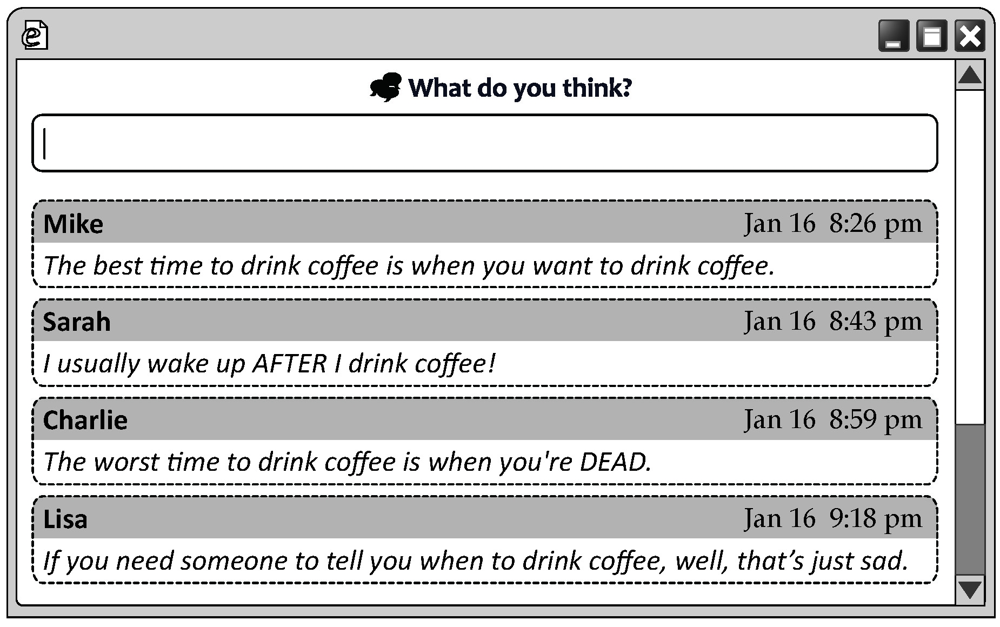 What do you think?
Mike Jan 16 8:26 pm
The best time to drink coffee is when you want to drink coffee.
Sarah Jan 16 8:43 pm
I usually wake up AFTER I drink coffee!
Charlie Jan 16 8:59 pm
The worst time to drink coffee is when you're DEAD.
Lisa Jan 16 9:18 pm
If you need someone to tell you when to drink coffee, well, that’s just sad.